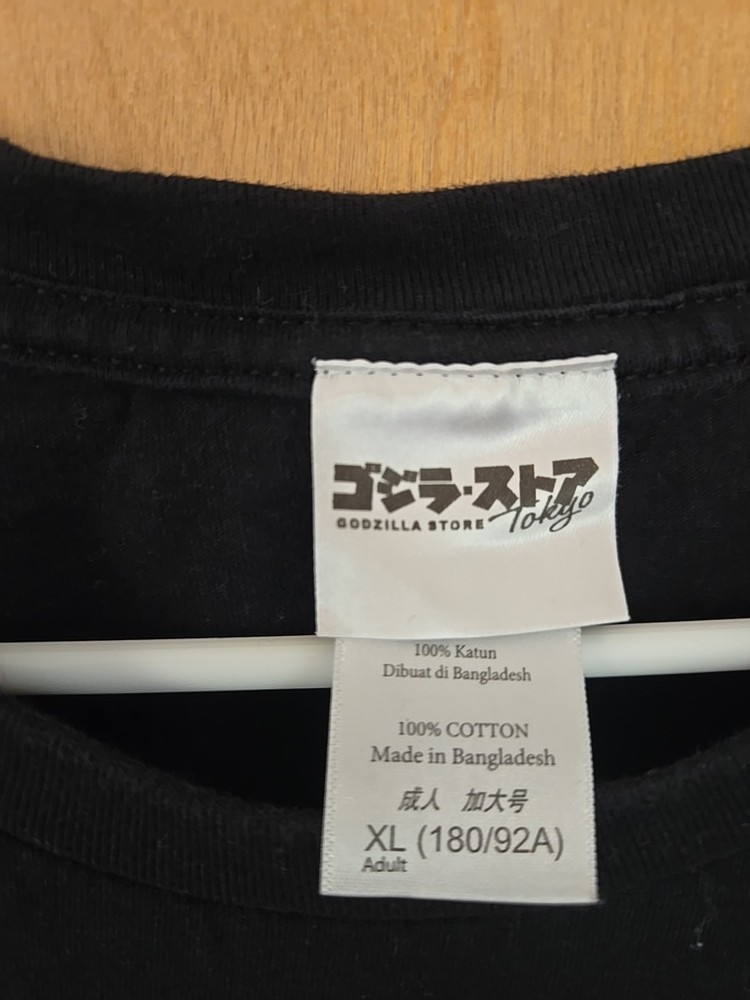 ゴジラ・ストア
GODZILLA STORE Tokyo
100% Katun
Dibuat di Bangladesh
100% COTTON
Made in Bangladesh
成人 加大号
XL (180/92A)
Adult